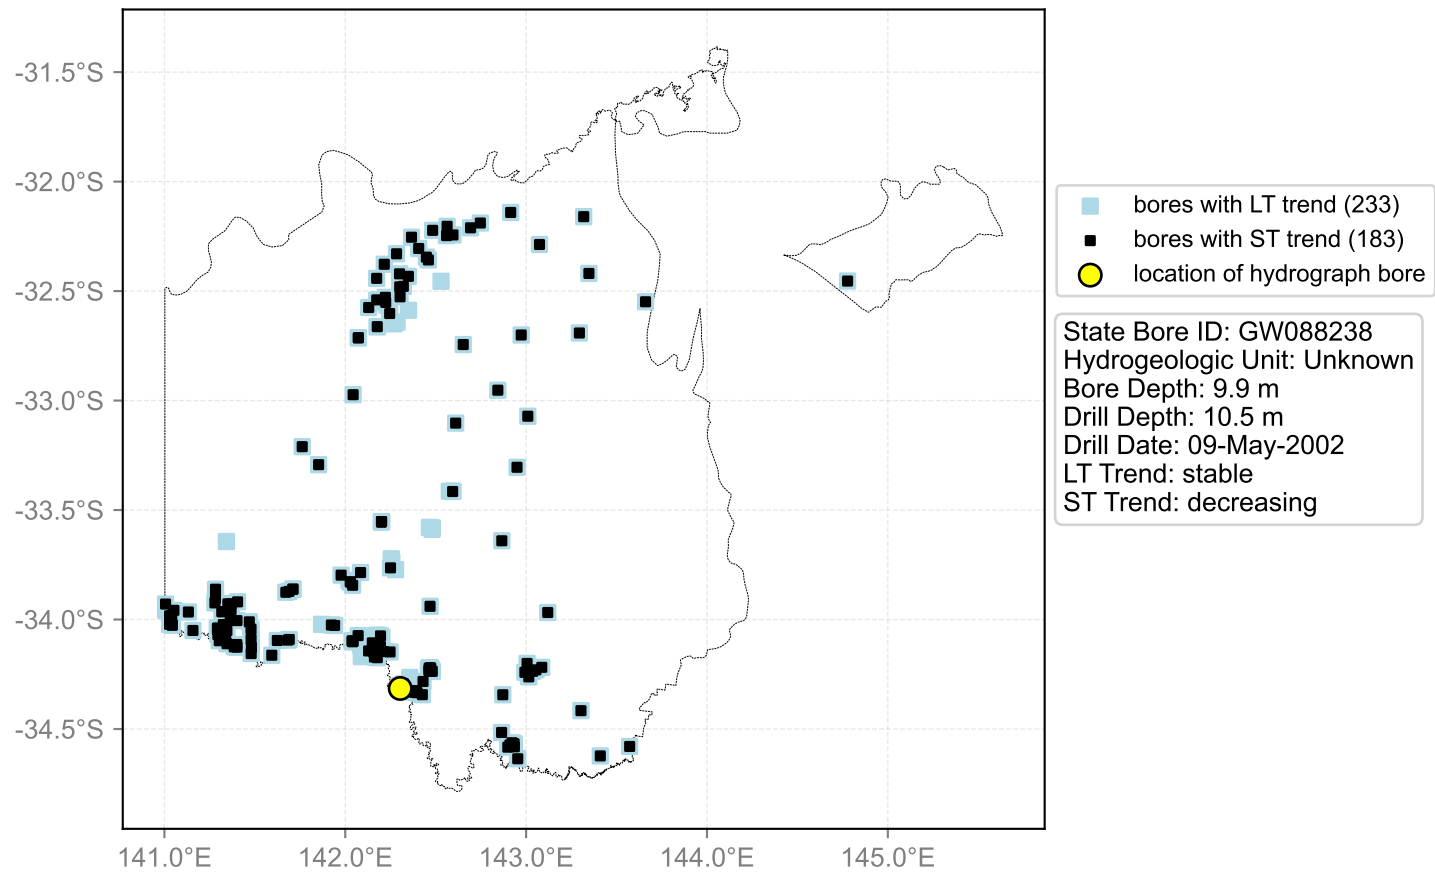 -31.5°S
-32.0°S
-32.5°S
-33.0°S
-33.5°S
-34.0°S
-34.5°S
141.0°E
142.0°E
143.0°E
144.0°E
145.0°E
bores with LT trend (233)
bores with ST trend (183)
location of hydrograph bore
State Bore ID: GW088238
Hydrogeologic Unit: Unknown
Bore Depth: 9.9 m
Drill Depth: 10.5 m
Drill Date: 09-May-2002
LT Trend: stable
ST Trend: decreasing